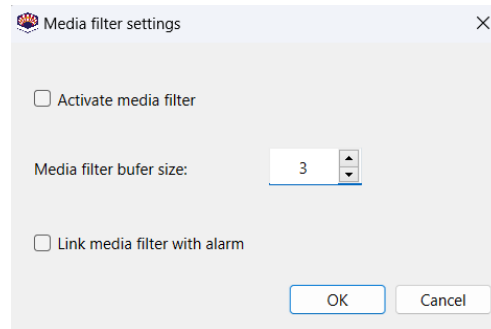 Media filter settings
Activate media filter
Media filter bufer size: 3
Link media filter with alarm
OK Cancel